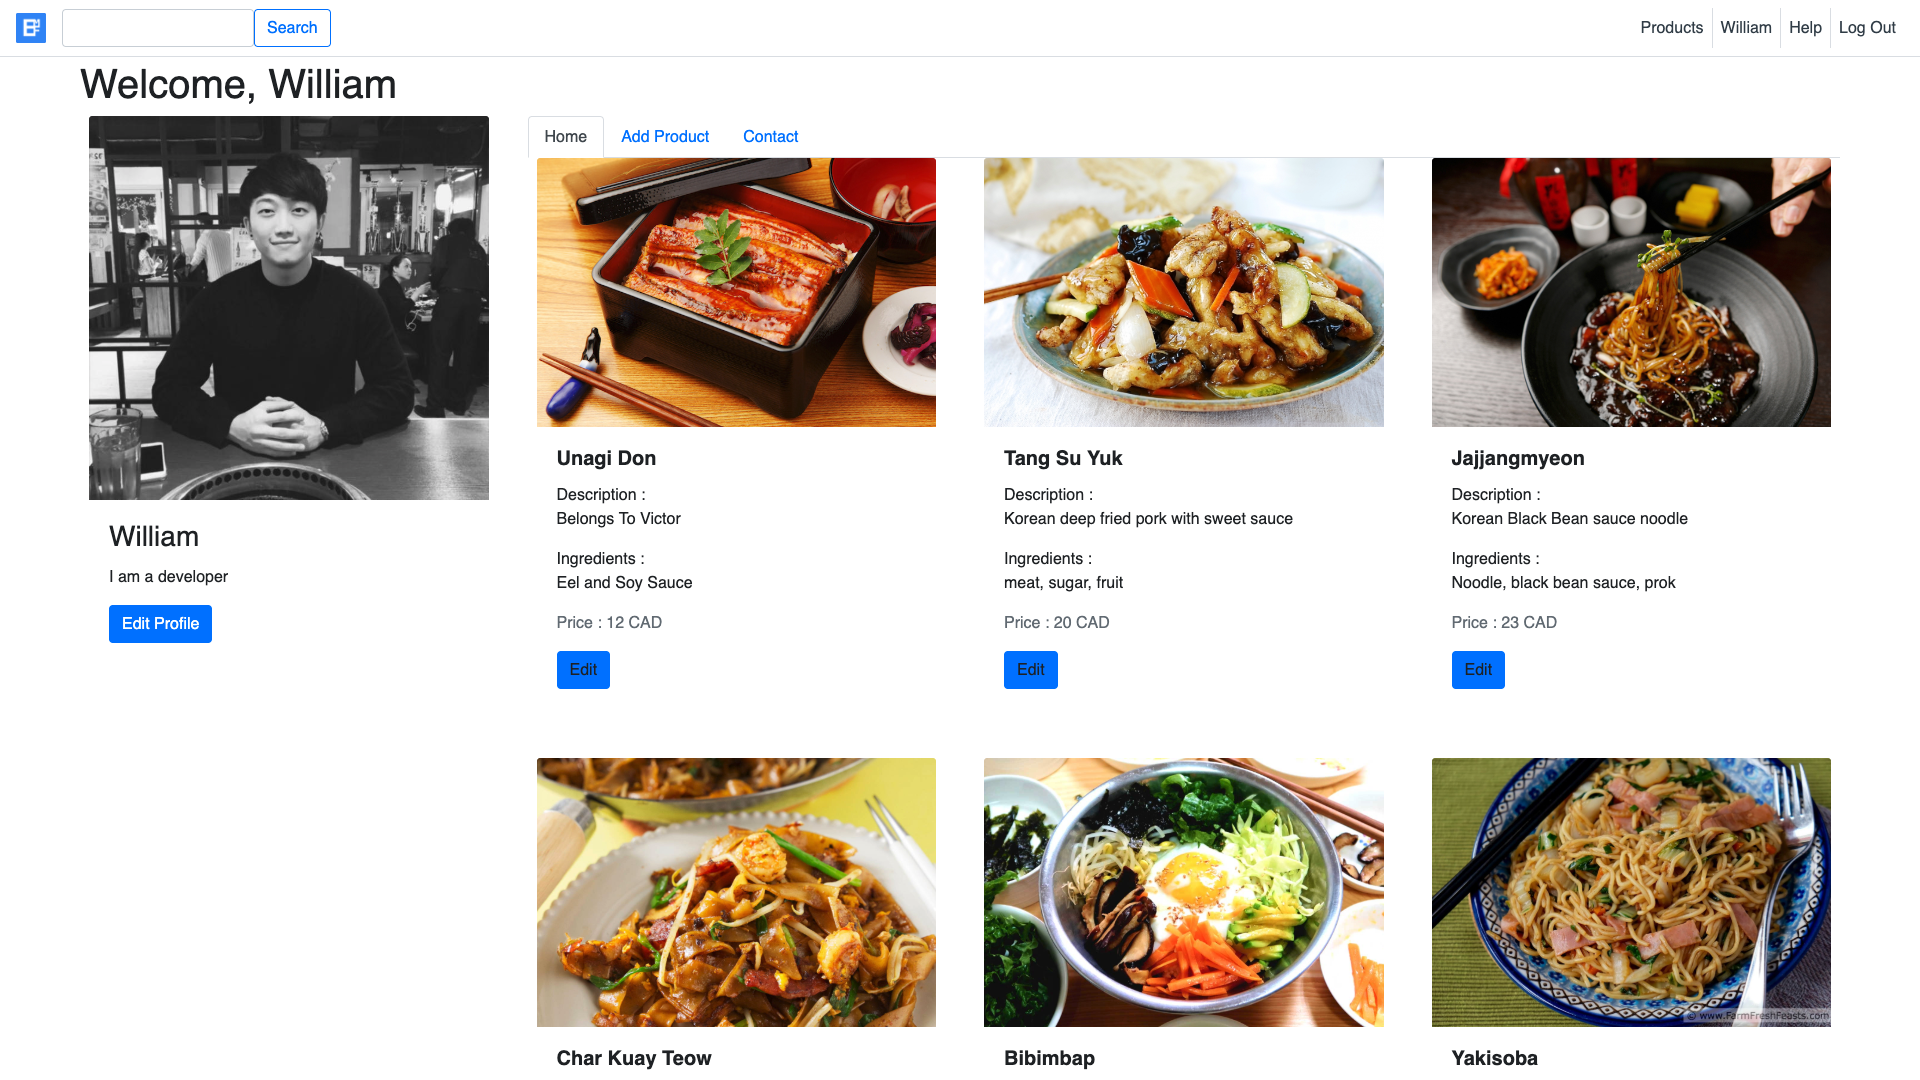 Search
Products
William
Help
Log Out
Welcome, William
Home
Add Product
Contact
William
I am a developer
Edit Profile
Unagi Don
Description :
Belongs To Victor
Ingredients :
Eel and Soy Sauce
Price : 12 CAD
Edit
Tang Su Yuk
Description :
Korean deep fried pork with sweet sauce
Ingredients :
meat, sugar, fruit
Price : 20 CAD
Edit
Jajjangmyeon
Description :
Korean Black Bean sauce noodle
Ingredients :
Noodle, black bean sauce, prok
Price : 23 CAD
Edit
Char Kuay Teow
Bibimbap
© www.FarmFreshFeasts.com
Yakisoba